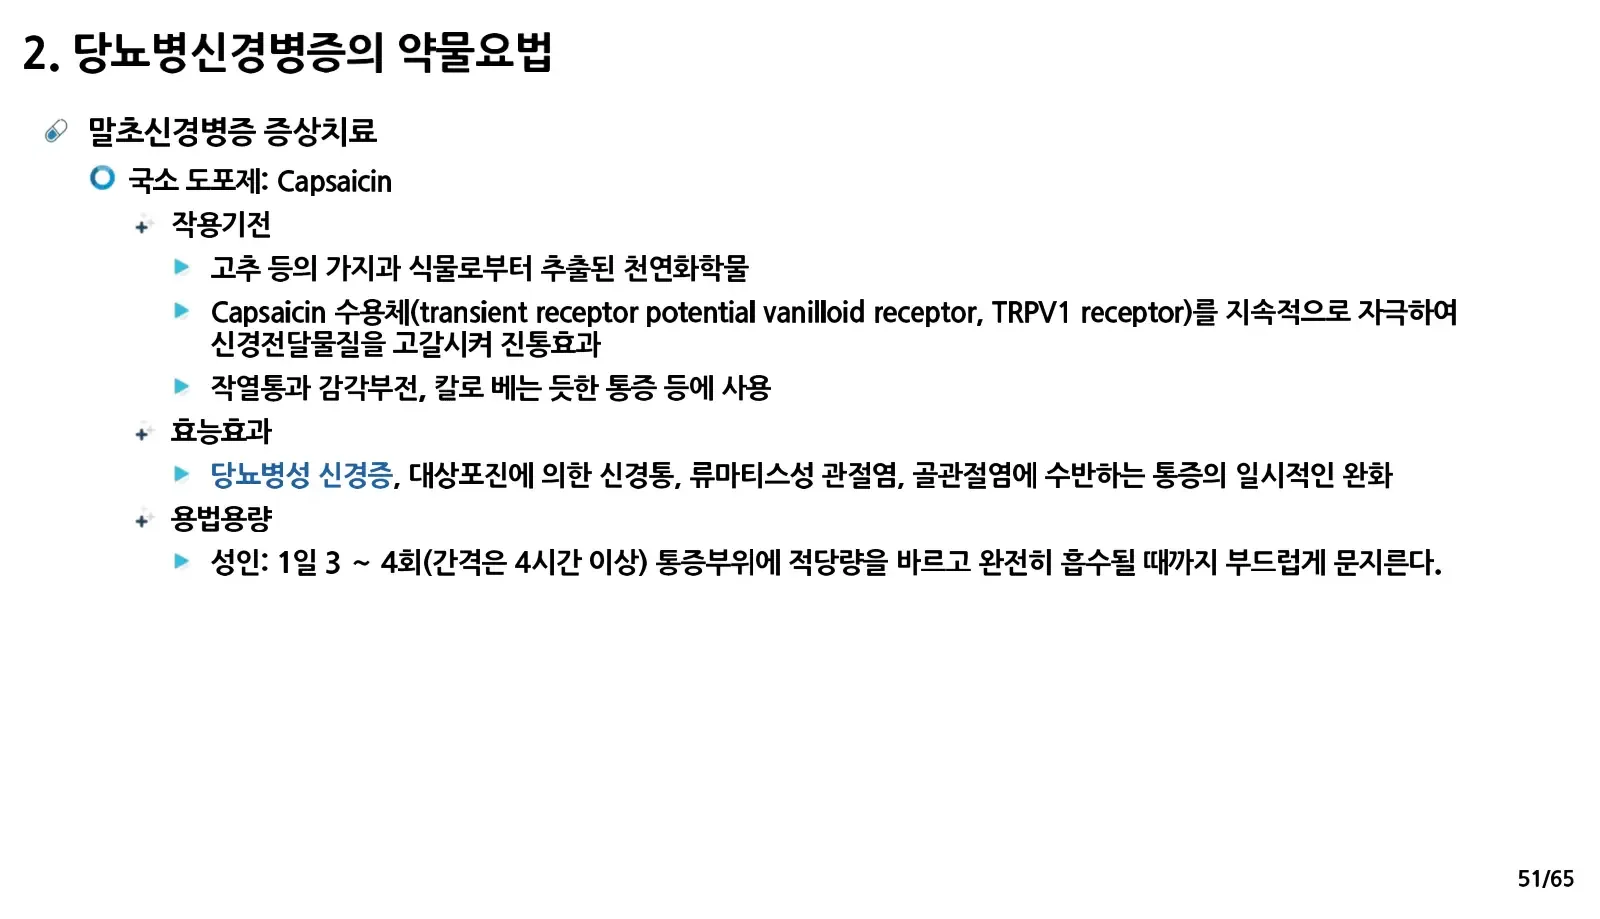 2. 당뇨병신경병증의 약물요법
말초신경병증 증상치료
국소 도포제: Capsaicin
작용기전
고추 등의 가지과 식물로부터 추출된 천연화학물
Capsaicin 수용체(transient receptor potential vanilloid receptor, TRPV1 receptor)를 지속적으로 자극하여
신경전달물질을 고갈시켜 진통효과
작열통과 감각부전, 칼로 베는 듯한 통증 등에 사용
효능효과
당뇨병성 신경증, 대상포진에 의한 신경통, 류마티스성 관절염, 골관절염에 수반하는 통증의 일시적인 완화
용법용량
성인: 1일 3 ~ 4회(간격은 4시간 이상) 통증부위에 적당량을 바르고 완전히 흡수될 때까지 부드럽게 문지른다.
51/65